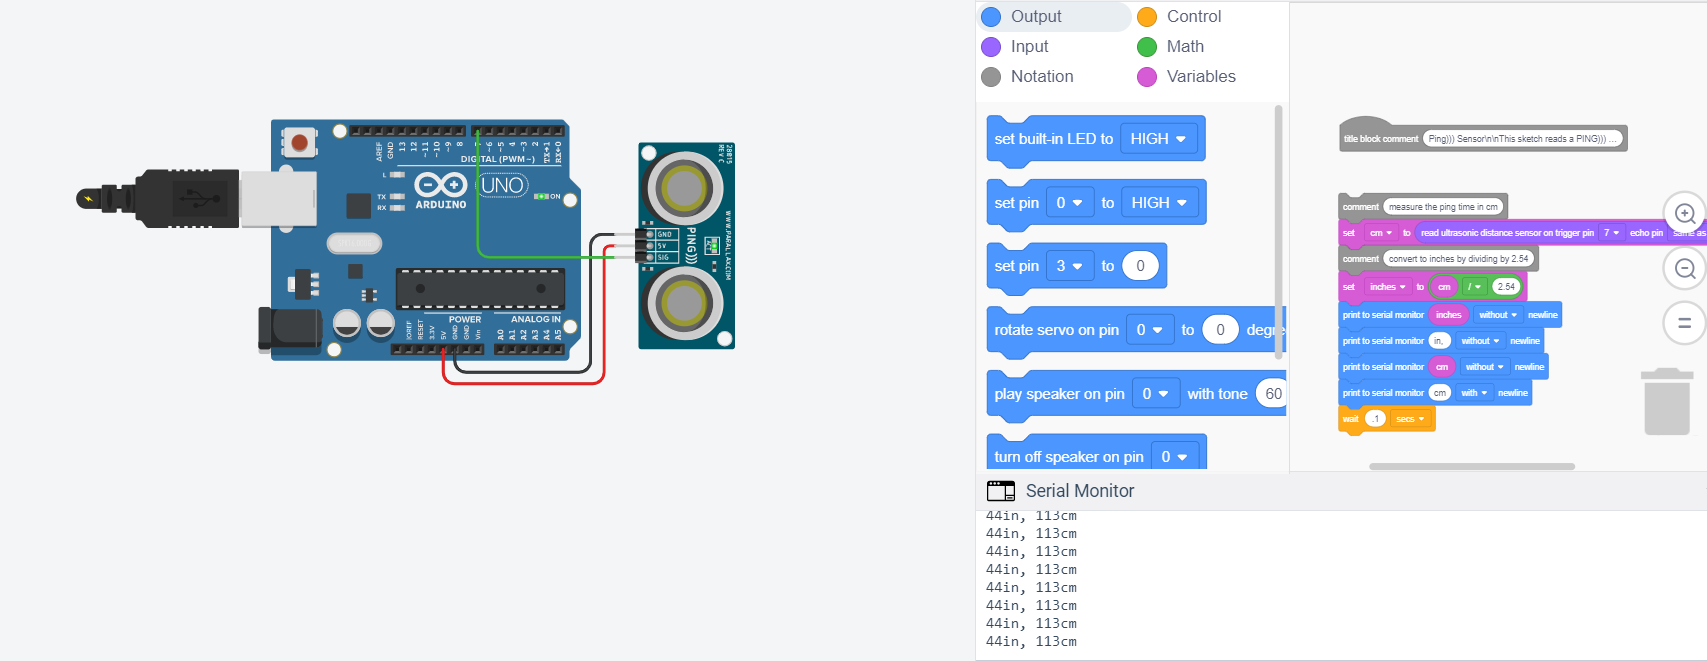 Output
Control
Input
Math
Notation
Variables
set built-in LED to HIGH
set pin 0 to HIGH
set pin 3 to 0
rotate servo on pin 0 to 0 degre
play speaker on pin 0 with tone 60
turn off speaker on pin 0
title block comment Ping))) Sensor\n\nThis sketch reads a PING))) ...
comment measure the ping time in cm
set cm to read ultrasonic distance sensor on trigger pin 7 echo pin same as
comment convert to inches by dividing by 2.54
set inches to cm / 2.54
print to serial monitor inches without newline
print to serial monitor in, without newline
print to serial monitor cm without newline
print to serial monitor cm with newline
wait .1 secs
Serial Monitor
44in, 113cm
44in, 113cm
44in, 113cm
44in, 113cm
44in, 113cm
44in, 113cm
44in, 113cm
44in, 113cm
AREF
GND
13
12
~11
~10
~9
8
7
~6
~5
4
~3
2
TX→1
RX←0
DIGITAL (PWM~)
L
TX
RX
UNO
ARDUINO
ON
POWER
ANALOG IN
IOREF
RESET
3.3V
5V
GND
GND
Vin
A0
A1
A2
A3
A4
A5
28015
REV C
GND
5V
SIG
PING)))
WWW.PARALLAX.COM